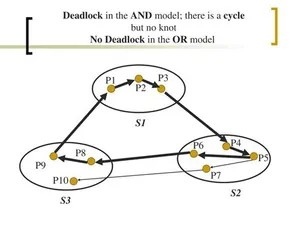 Deadlock in the AND model; there is a cycle
but no knot
No Deadlock in the OR model
P1
P2
P3
S1
P4
P5
P6
P7
S2
P8
P9
P10
S3